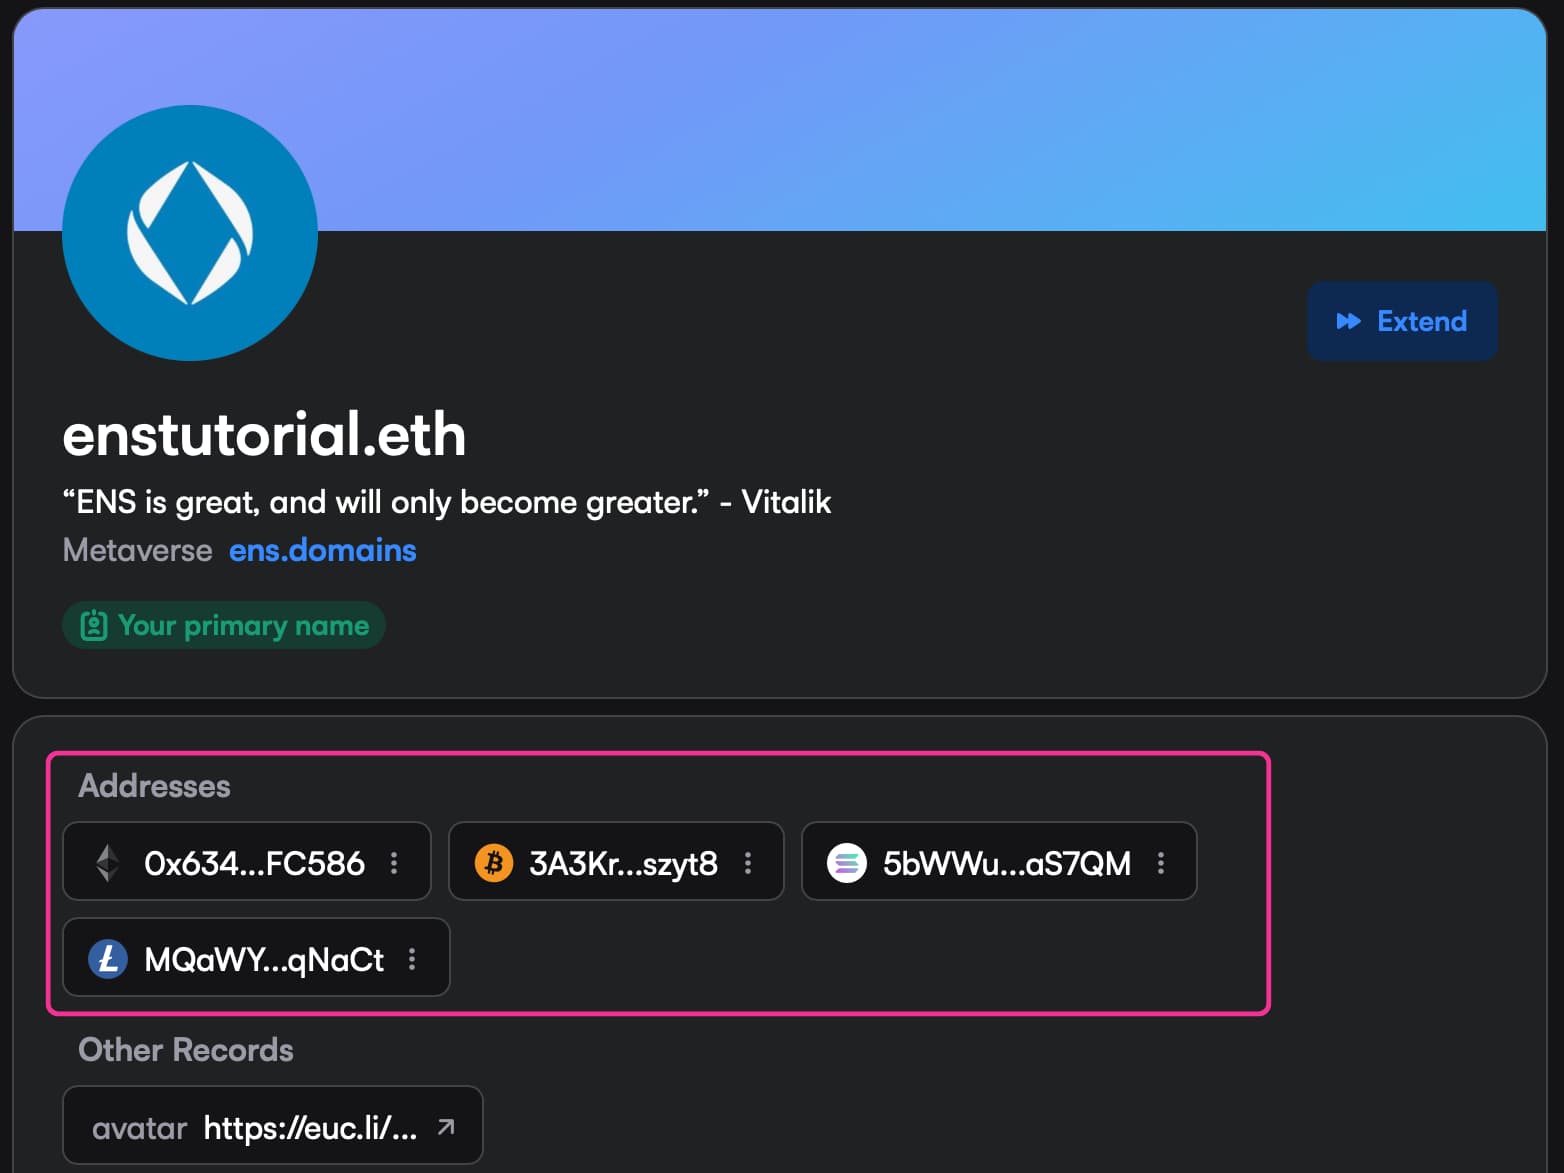 Extend
enstutorial.eth
“ENS is great, and will only become greater.” - Vitalik
Metaverse ens.domains
Your primary name
Addresses
0x634...FC586 3A3Kr...szyt8 5bWWu...aS7QM
MQaWY...qNaCt
Other Records
avatar https://euc.li/...